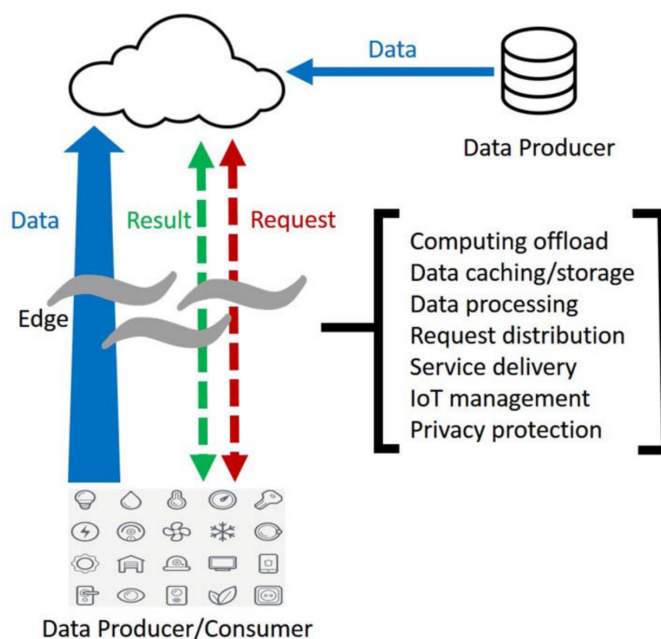 Data
Data Producer
Data
Result
Request
Edge
Computing offload
Data caching/storage
Data processing
Request distribution
Service delivery
IoT management
Privacy protection
Data Producer/Consumer